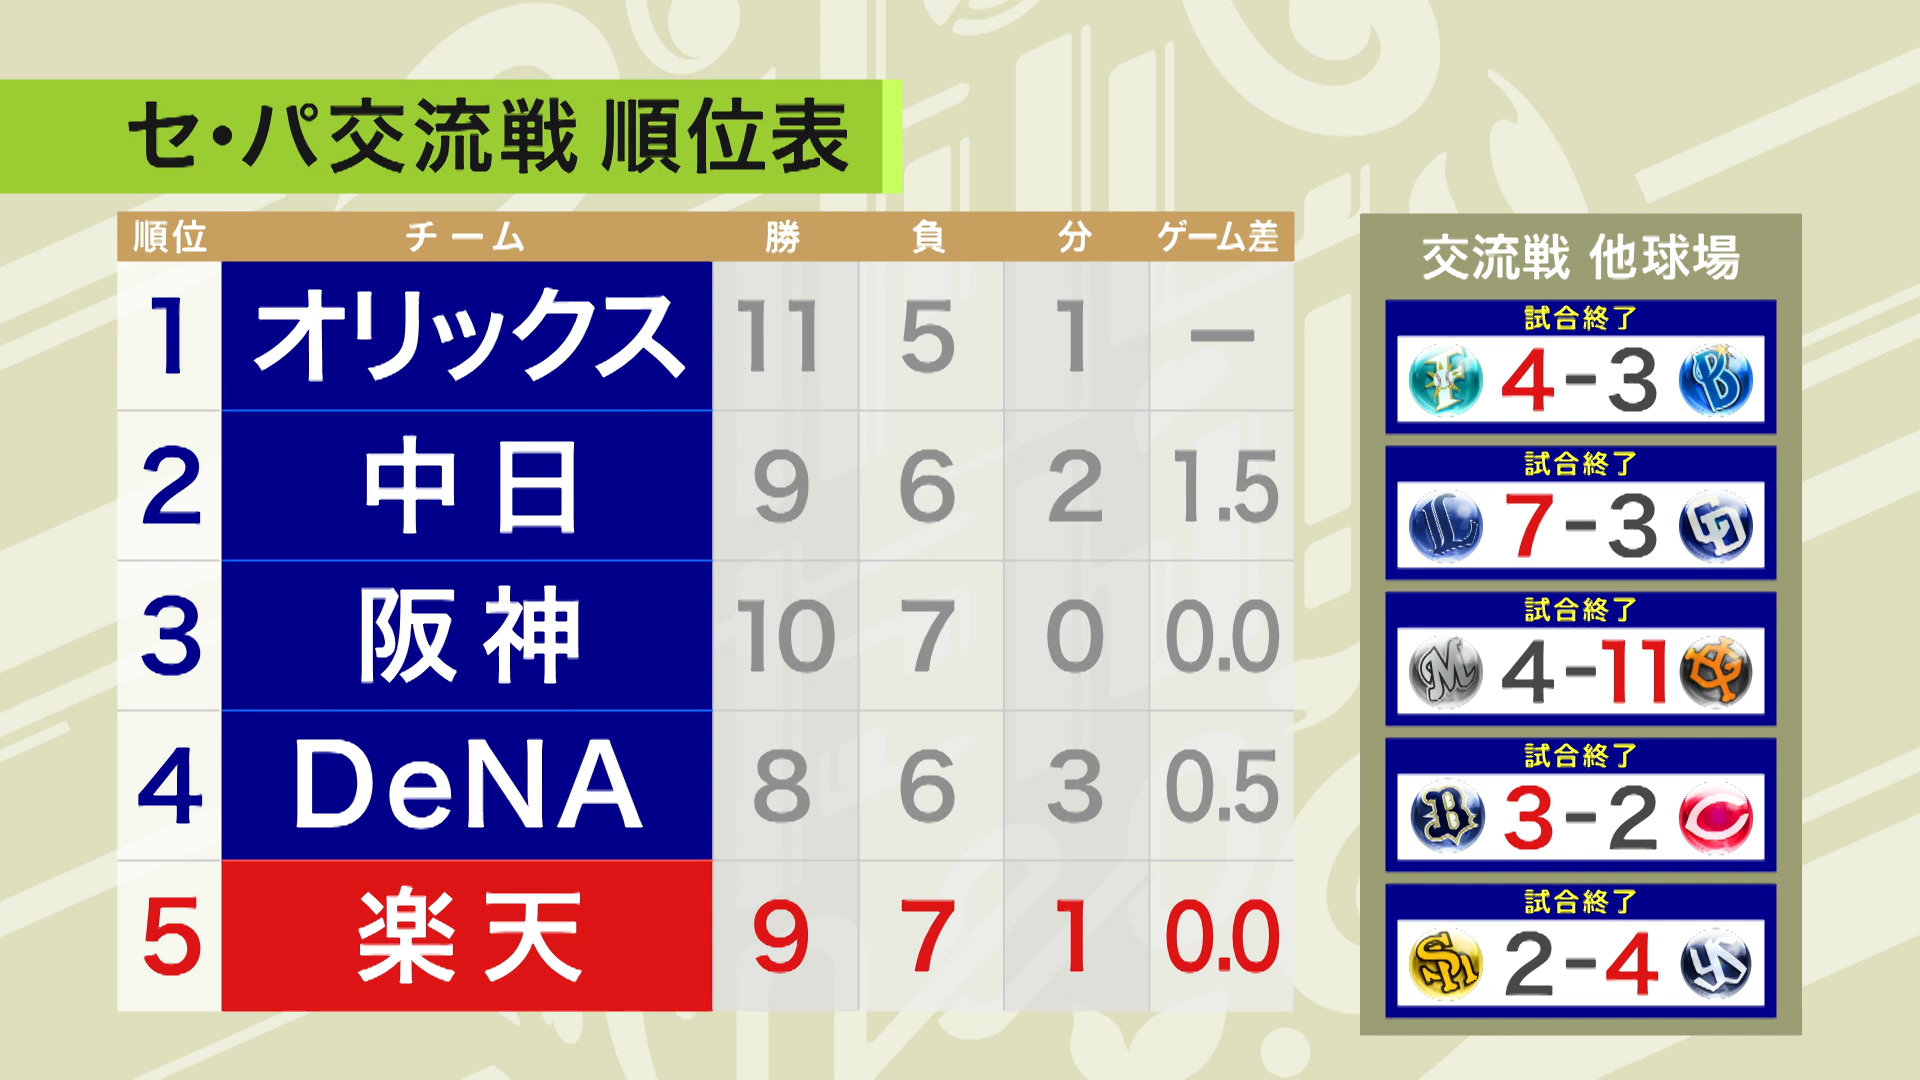 セ・パ交流戦 順位表
順位 チーム 勝 負 分 ゲーム差
1 オリックス 11 5 1 ー
2 中日 9 6 2 1.5
3 阪神 10 7 0 0.0
4 DeNA 8 6 3 0.5
5 楽天 9 7 1 0.0
交流戦 他球場
試合終了
F 4-3 B
試合終了
L 7-3 CD
試合終了
M 4-11 YG
試合終了
B 3-2 C
試合終了
SH 2-4 YS